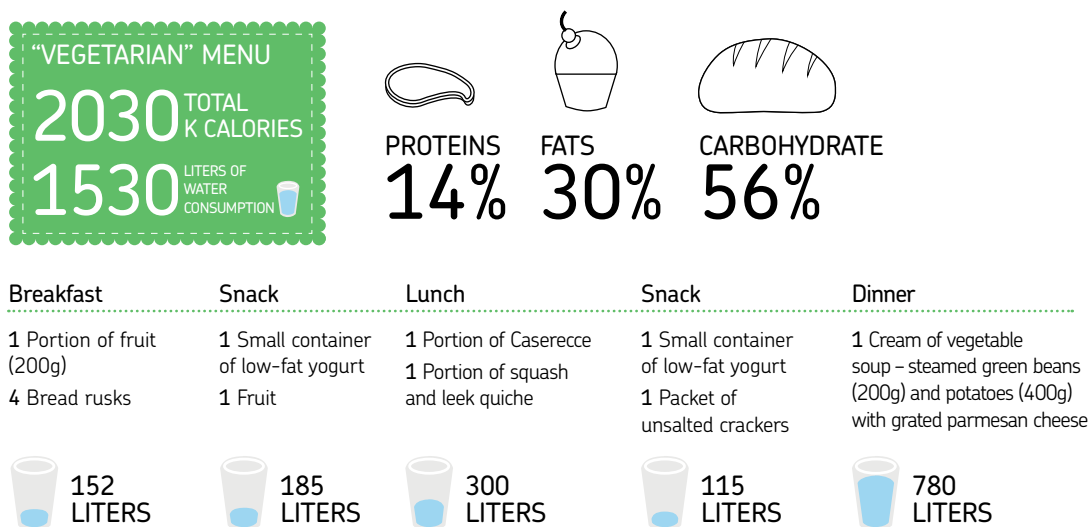 “VEGETARIAN” MENU
2030 TOTAL
K CALORIES
1530 LITERS OF
WATER
CONSUMPTION
PROTEINS
14%
FATS
30%
CARBOHYDRATE
56%
Breakfast
1 Portion of fruit
(200g)
4 Bread rusks
152
LITERS
Snack
1 Small container
of low-fat yogurt
1 Fruit
185
LITERS
Lunch
1 Portion of Caserecce
1 Portion of squash
and leek quiche
300
LITERS
Snack
1 Small container
of low-fat yogurt
1 Packet of
unsalted crackers
115
LITERS
Dinner
1 Cream of vegetable
soup – steamed green beans
(200g) and potatoes (400g)
with grated parmesan cheese
780
LITERS